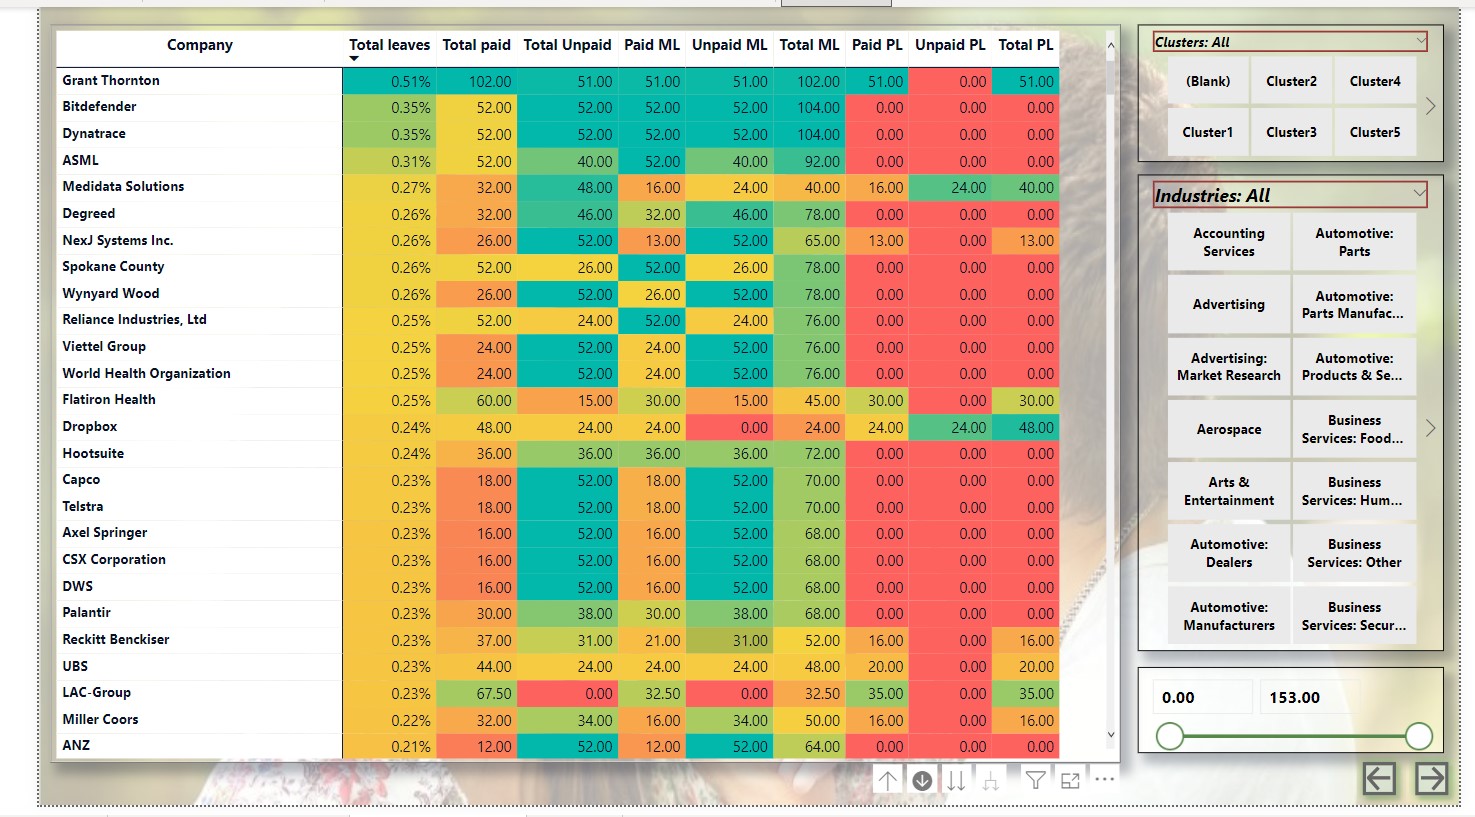 Company Total leaves Total paid Total Unpaid Paid ML Unpaid ML Total ML Paid PL Unpaid PL Total PL
Grant Thornton 0.51% 102.00 51.00 51.00 51.00 102.00 51.00 0.00 51.00
Bitdefender 0.35% 52.00 52.00 52.00 52.00 104.00 0.00 0.00 0.00
Dynatrace 0.35% 52.00 52.00 52.00 52.00 104.00 0.00 0.00 0.00
ASML 0.31% 52.00 40.00 52.00 40.00 92.00 0.00 0.00 0.00
Medidata Solutions 0.27% 32.00 48.00 16.00 24.00 40.00 16.00 24.00 40.00
Degreed 0.26% 32.00 46.00 32.00 46.00 78.00 0.00 0.00 0.00
NexJ Systems Inc. 0.26% 26.00 52.00 13.00 52.00 65.00 13.00 0.00 13.00
Spokane County 0.26% 52.00 26.00 52.00 26.00 78.00 0.00 0.00 0.00
Wynyard Wood 0.26% 26.00 52.00 26.00 52.00 78.00 0.00 0.00 0.00
Reliance Industries, Ltd 0.25% 52.00 24.00 52.00 24.00 76.00 0.00 0.00 0.00
Viettel Group 0.25% 24.00 52.00 24.00 52.00 76.00 0.00 0.00 0.00
World Health Organization 0.25% 24.00 52.00 24.00 52.00 76.00 0.00 0.00 0.00
Flatiron Health 0.25% 60.00 15.00 30.00 15.00 45.00 30.00 0.00 30.00
Dropbox 0.24% 48.00 24.00 24.00 0.00 24.00 24.00 24.00 48.00
Hootsuite 0.24% 36.00 36.00 36.00 36.00 72.00 0.00 0.00 0.00
Capco 0.23% 18.00 52.00 18.00 52.00 70.00 0.00 0.00 0.00
Telstra 0.23% 18.00 52.00 18.00 52.00 70.00 0.00 0.00 0.00
Axel Springer 0.23% 16.00 52.00 16.00 52.00 68.00 0.00 0.00 0.00
CSX Corporation 0.23% 16.00 52.00 16.00 52.00 68.00 0.00 0.00 0.00
DWS 0.23% 16.00 52.00 16.00 52.00 68.00 0.00 0.00 0.00
Palantir 0.23% 30.00 38.00 30.00 38.00 68.00 0.00 0.00 0.00
Reckitt Benckiser 0.23% 37.00 31.00 21.00 31.00 52.00 16.00 0.00 16.00
UBS 0.23% 44.00 24.00 24.00 24.00 48.00 20.00 0.00 20.00
LAC-Group 0.23% 67.50 0.00 32.50 0.00 32.50 35.00 0.00 35.00
Miller Coors 0.22% 32.00 34.00 16.00 34.00 50.00 16.00 0.00 16.00
ANZ 0.21% 12.00 52.00 12.00 52.00 64.00 0.00 0.00 0.00
Clusters: All
(Blank) Cluster2 Cluster4
Cluster1 Cluster3 Cluster5
Industries: All
Accounting
Services
Automotive:
Parts
Advertising
Automotive:
Parts Manufac...
Advertising:
Market Research
Automotive:
Products & Se...
Aerospace
Business
Services: Food...
Arts &
Entertainment
Business
Services: Hum...
Automotive:
Dealers
Business
Services: Other
Automotive:
Manufacturers
Business
Services: Secur...
0.00 153.00